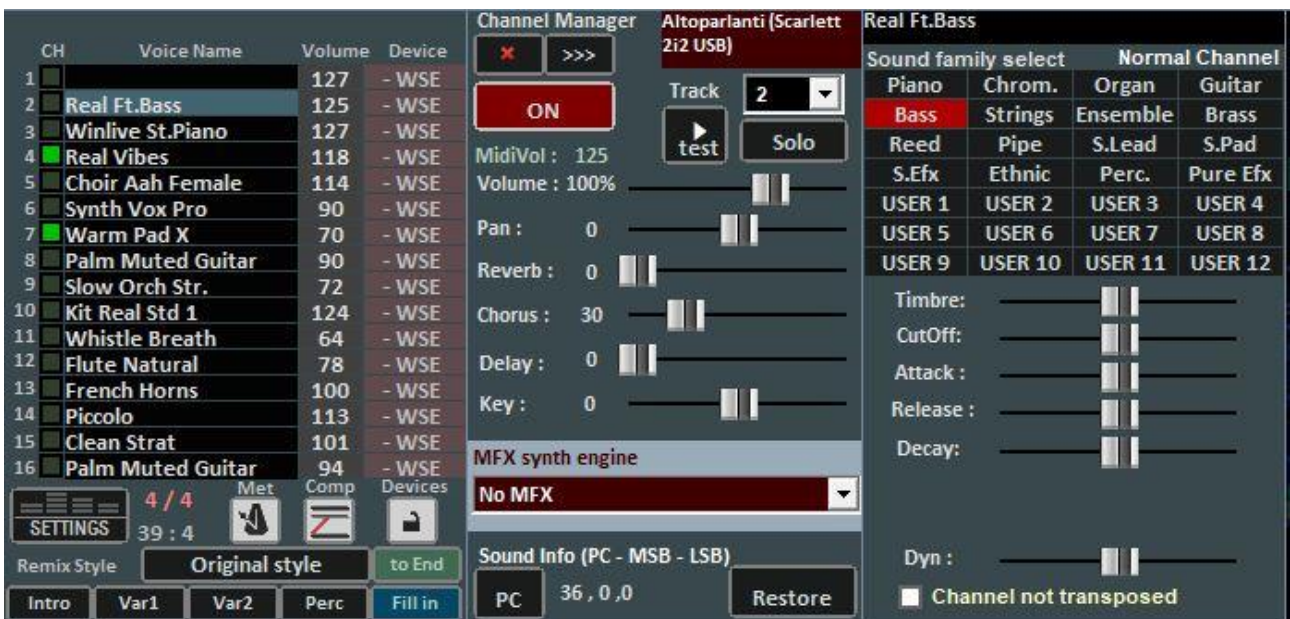 CH Voice Name Volume Device
1 127 - WSE
2 Real Ft.Bass 125 - WSE
3 Winlive St.Piano 127 - WSE
4 Real Vibes 118 - WSE
5 Choir Aah Female 114 - WSE
6 Synth Vox Pro 90 - WSE
7 Warm Pad X 70 - WSE
8 Palm Muted Guitar 90 - WSE
9 Slow Orch Str. 72 - WSE
10 Kit Real Std 1 124 - WSE
11 Whistle Breath 64 - WSE
12 Flute Natural 78 - WSE
13 French Horns 100 - WSE
14 Piccolo 113 - WSE
15 Clean Strat 101 - WSE
16 Palm Muted Guitar 94 - WSE
Met Comp Devices
4 / 4
SETTINGS 39 : 4
Remix Style Original style to End
Intro Var1 Var2 Perc Fill in
Channel Manager
Altoparlanti (Scarlett
2i2 USB)
>>>
Track 2
ON
test Solo
MidiVol : 125
Volume : 100%
Pan : 0
Reverb : 0
Chorus : 30
Delay : 0
Key : 0
MFX synth engine
No MFX
Sound Info (PC - MSB - LSB)
PC 36 , 0 ,0 Restore
Real Ft.Bass
Sound family select Normal Channel
Piano Chrom. Organ Guitar
Bass Strings Ensemble Brass
Reed Pipe S.Lead S.Pad
S.Efx Ethnic Perc. Pure Efx
USER 1 USER 2 USER 3 USER 4
USER 5 USER 6 USER 7 USER 8
USER 9 USER 10 USER 11 USER 12
Timbre:
CutOff:
Attack :
Release :
Decay:
Dyn :
Channel not transposed